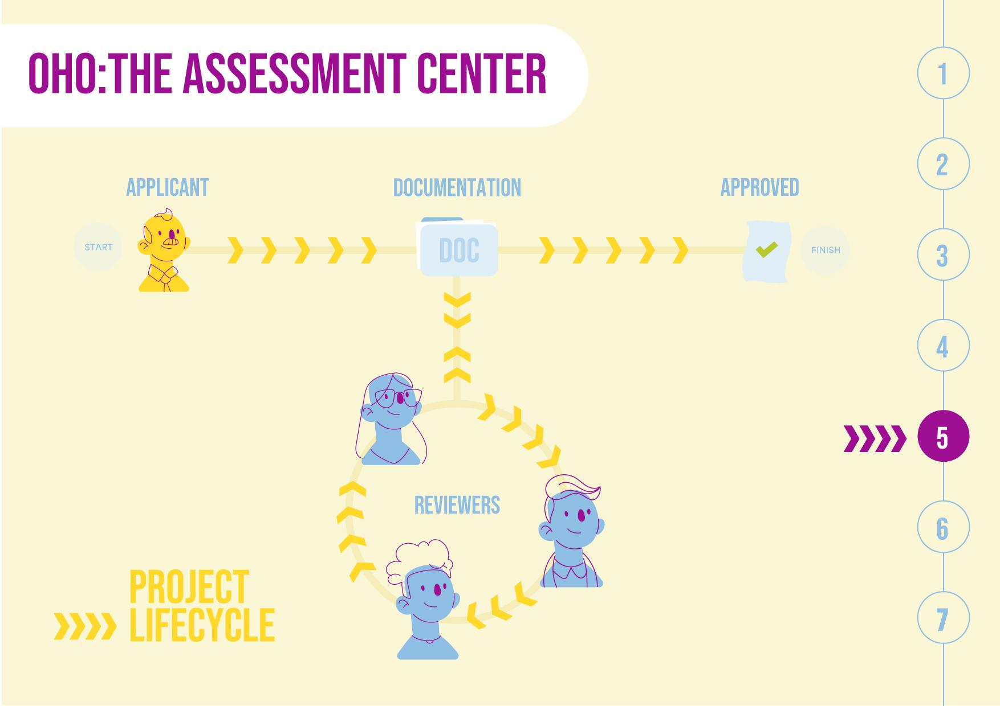 OHO:THE ASSESSMENT CENTER
APPLICANT
DOCUMENTATION
APPROVED
START
DOC
FINISH
REVIEWERS
PROJECT
LIFECYCLE
1
2
3
4
5
6
7